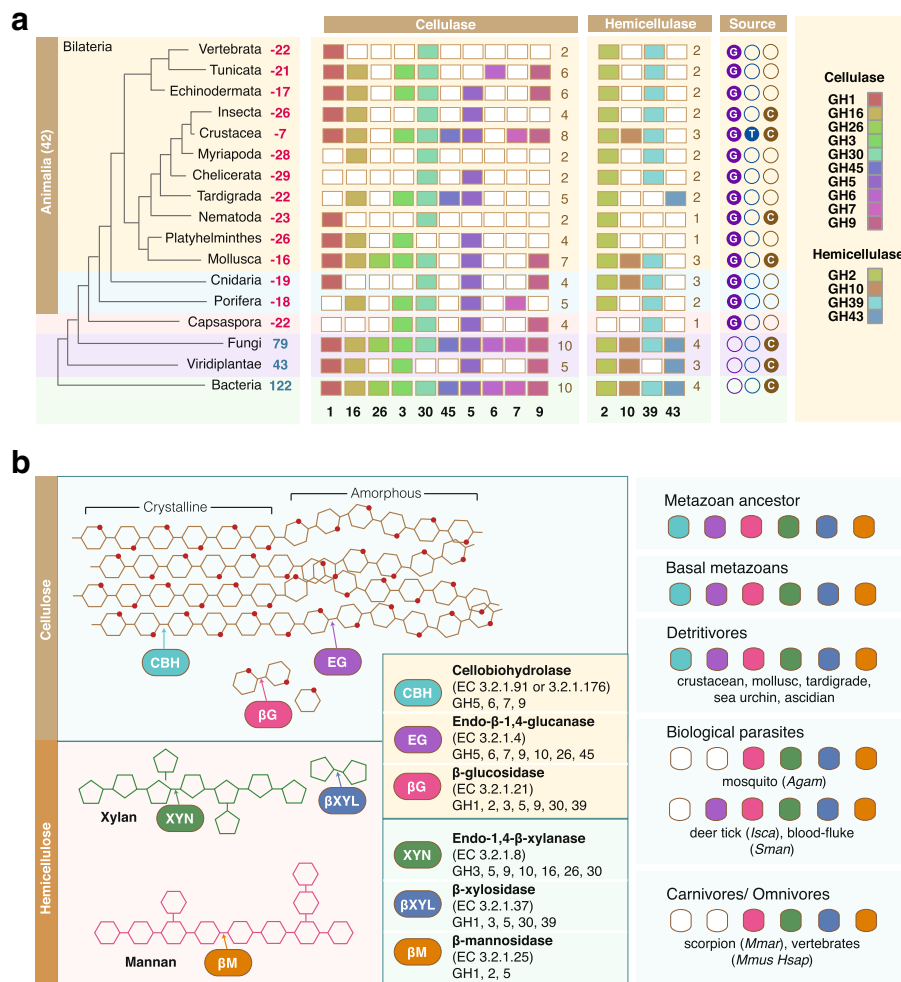 a
Cellulase
Hemicellulase
Source
Animalia (42)
Bilateria
Vertebrata -22 2 2 G
Tunicata -21 6 2 G
Echinodermata -17 6 2 G
Insecta -26 4 2 G C
Crustacea -7 8 3 G T C
Myriapoda -28 2 2 G
Chelicerata -29 2 2 G
Tardigrada -22 5 2 G
Nematoda -23 2 1 G C
Platyhelminthes -26 4 1 G
Mollusca -16 7 3 G C
Cnidaria -19 4 3 G
Porifera -18 5 2 G
Capsaspora -22 4 1 G
Fungi 79 10 4 C
Viridiplantae 43 5 3 C
Bacteria 122 10 4 C
1 16 26 3 30 45 5 6 7 9
2 10 39 43
Cellulase
GH1
GH16
GH26
GH3
GH30
GH45
GH5
GH6
GH7
GH9
Hemicellulase
GH2
GH10
GH39
GH43
b
Cellulose
Crystalline
Amorphous
CBH
EG
βG
Hemicellulose
Xylan
XYN
βXYL
Mannan
βM
CBH
Cellobiohydrolase
(EC 3.2.1.91 or 3.2.1.176)
GH5, 6, 7, 9
EG
Endo-β-1,4-glucanase
(EC 3.2.1.4)
GH5, 6, 7, 9, 10, 26, 45
βG
β-glucosidase
(EC 3.2.1.21)
GH1, 2, 3, 5, 9, 30, 39
XYN
Endo-1,4-β-xylanase
(EC 3.2.1.8)
GH3, 5, 9, 10, 16, 26, 30
βXYL
β-xylosidase
(EC 3.2.1.37)
GH1, 3, 5, 30, 39
βM
β-mannosidase
(EC 3.2.1.25)
GH1, 2, 5
Metazoan ancestor
Basal metazoans
Detritivores
crustacean, mollusc, tardigrade,
sea urchin, ascidian
Biological parasites
mosquito (Agam)
deer tick (Isca), blood-fluke
(Sman)
Carnivores/ Omnivores
scorpion (Mmar), vertebrates
(Mmus Hsap)